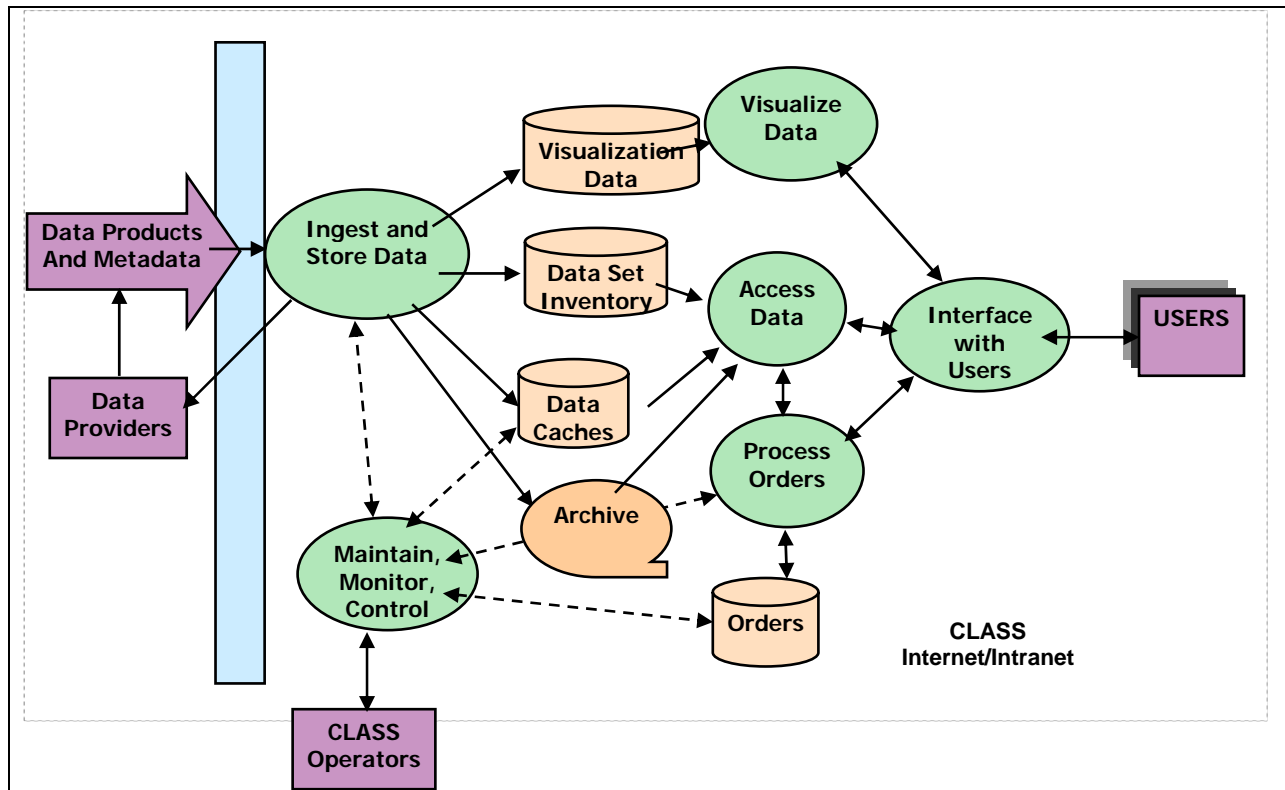 Visualize
Data
Visualization
Data
Data Products
And Metadata
Ingest and
Store Data
Data Set
Inventory
Access
Data
Interface
with
Users
USERS
Data
Providers
Data
Caches
Process
Orders
Archive
Maintain,
Monitor,
Control
Orders
CLASS
Internet/Intranet
CLASS
Operators